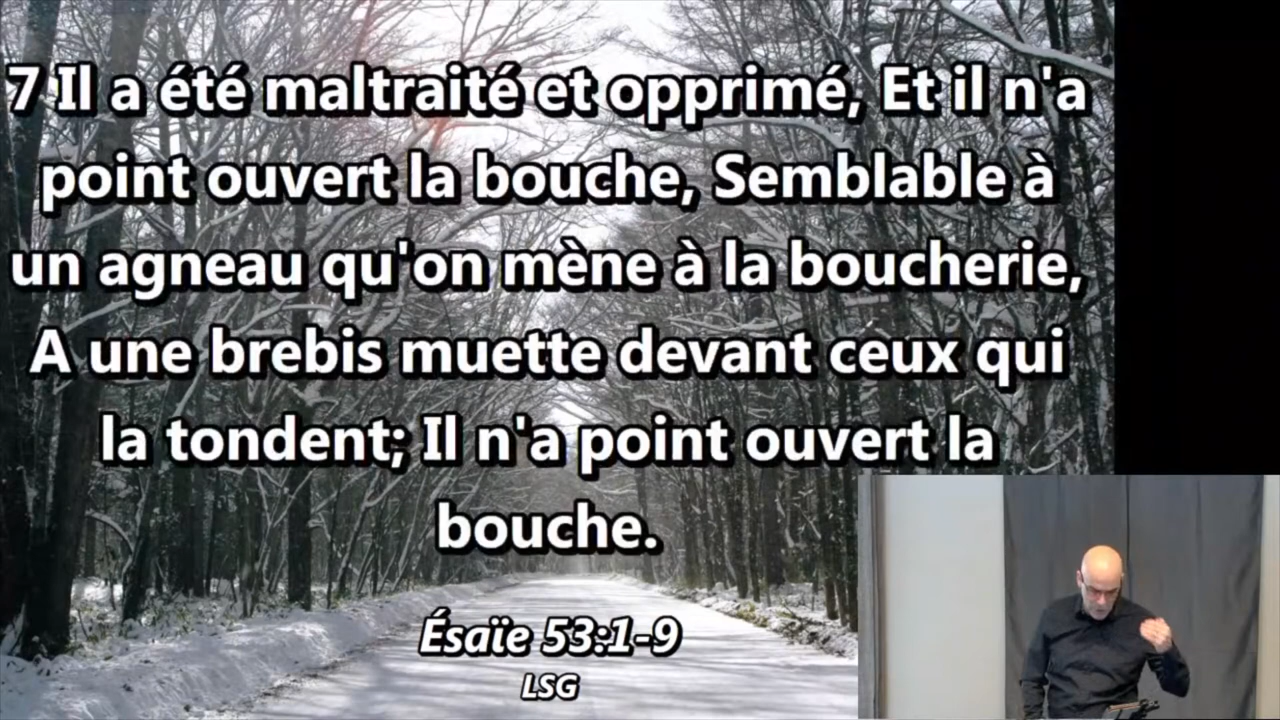 7 Il a été maltraité et opprimé, Et il n'a
point ouvert la bouche, Semblable à
un agneau qu'on mène à la boucherie,
A une brebis muette devant ceux qui
la tondent; Il n'a point ouvert la
bouche.
Ésaïe 53:1-9
LSG